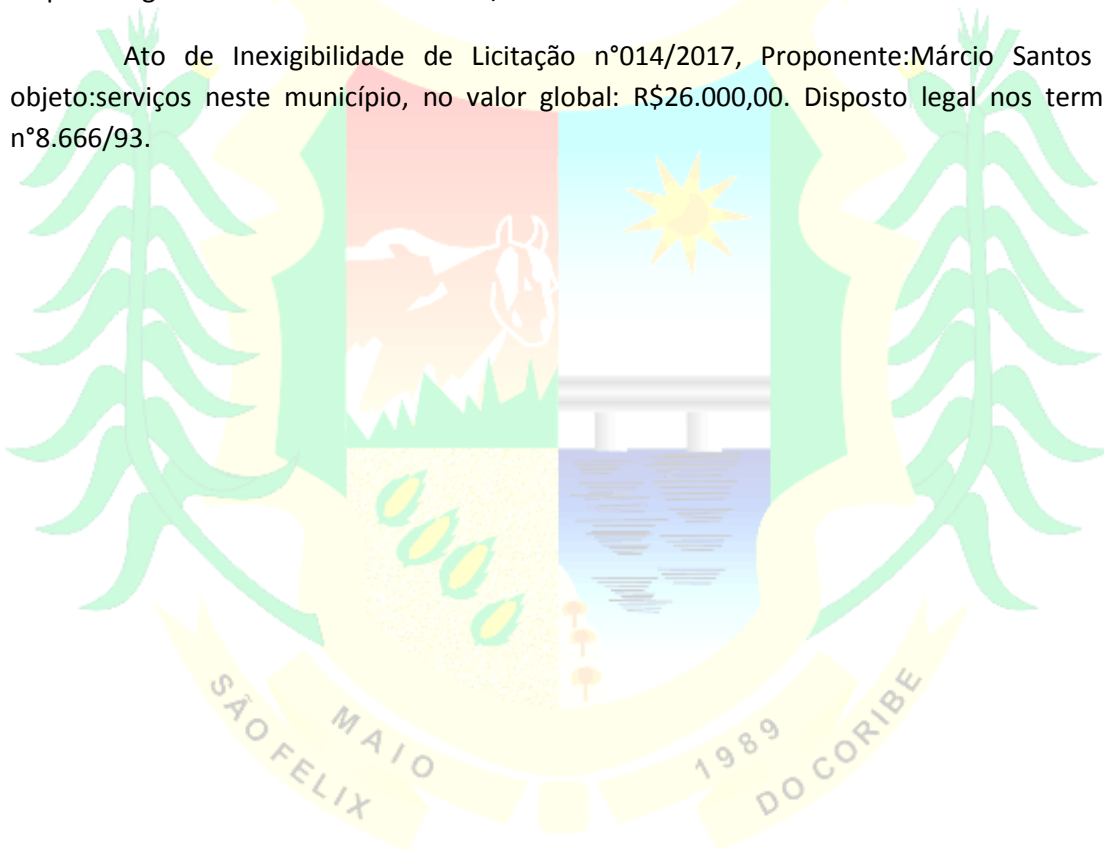 Ato de Inexigibilidade de Licitação n°014/2017, Proponente:Márcio Santos
objeto:serviços neste município, no valor global: R$26.000,00. Disposto legal nos term
n°8.666/93.
SÃO FELIX
MAIO
1989
DO CORIBE